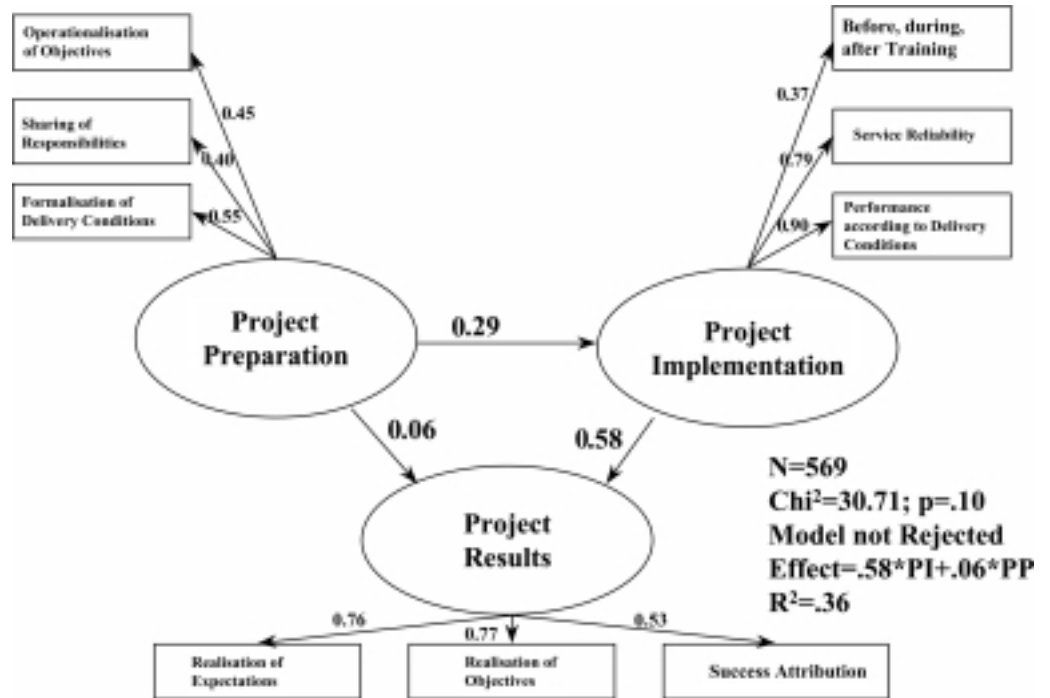 Operationalisation
of Objectives
Before, during,
after Training
0.45
0.37
Sharing of
Responsibilities
0.40
Service Reliability
0.79
Formalisation of
Delivery Conditions
0.55
Performance
according to Delivery
Conditions
0.90
Project
Preparation
0.29
Project
Implementation
0.06
0.58
Project
Results
N=569
Chi²=30.71; p=.10
Model not Rejected
Effect=.58*PI+.06*PP
R²=.36
0.76
0.77
0.53
Realisation of
Expectations
Realisation of
Objectives
Success Attribution